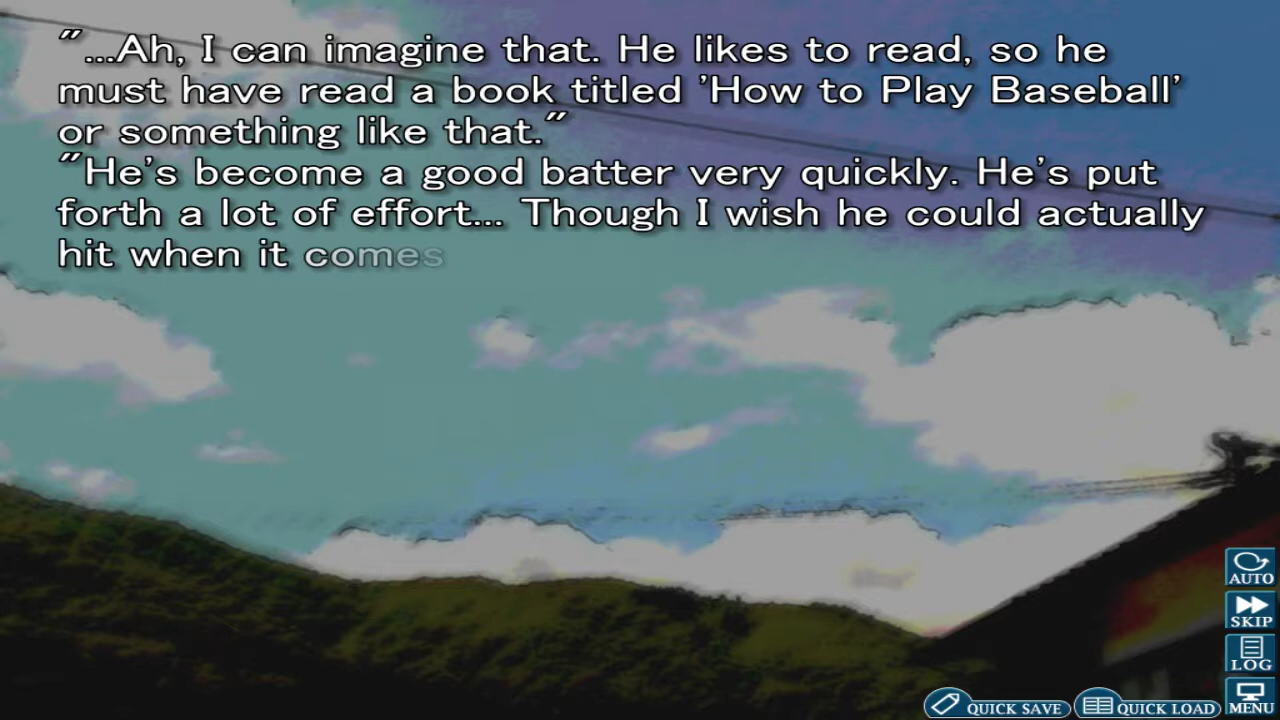 "...Ah, I can imagine that. He likes to read, so he
must have read a book titled 'How to Play Baseball'
or something like that."
"He's become a good batter very quickly. He's put
forth a lot of effort... Though I wish he could actually
hit when it comes
AUTO
SKIP
LOG
MENU
QUICK SAVE
QUICK LOAD